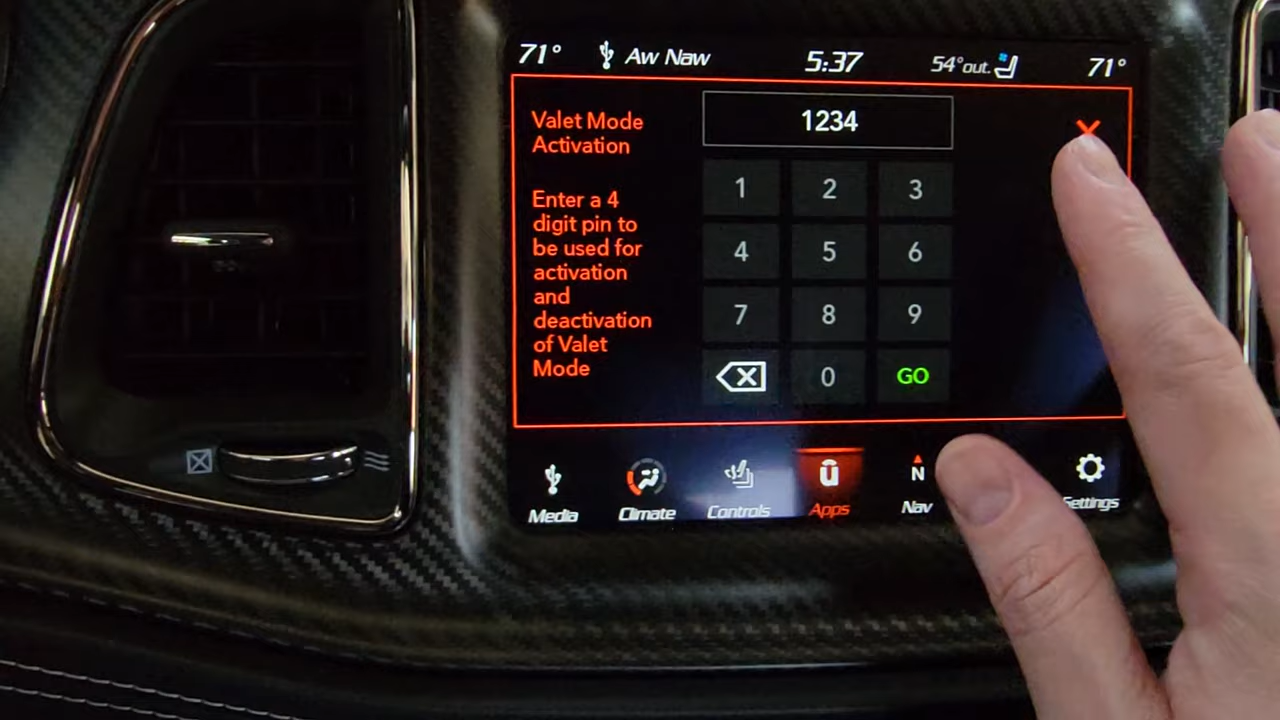 71° Aw Naw 5:37 54°out. 71°
Valet Mode
Activation
Enter a 4
digit pin to
be used for
activation
and
deactivation
of Valet
Mode
1234
1 2 3
4 5 6
7 8 9
0 GO
N
Media Climate Controls Apps Nav Settings